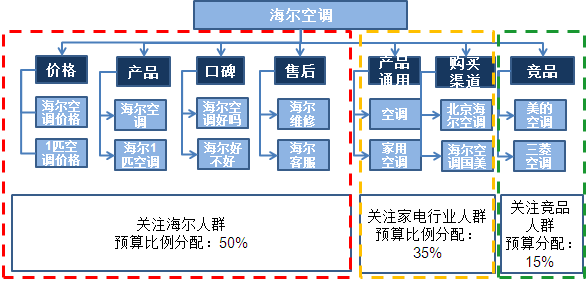 海尔空调
价格
产品
口碑
售后
产品
通用
购买
渠道
竞品
海尔空
调价格
海尔空
调
海尔空
调好吗
海尔
维修
空调
北京海
尔空调
美的
空调
1匹空
调价格
海尔1
匹空调
海尔好
不好
海尔
客服
家用
空调
海尔空
调国美
三菱
空调
关注海尔人群
预算比例分配：50%
关注家电行业人群
预算比例分配：
35%
关注竞品
人群
预算分配：
15%